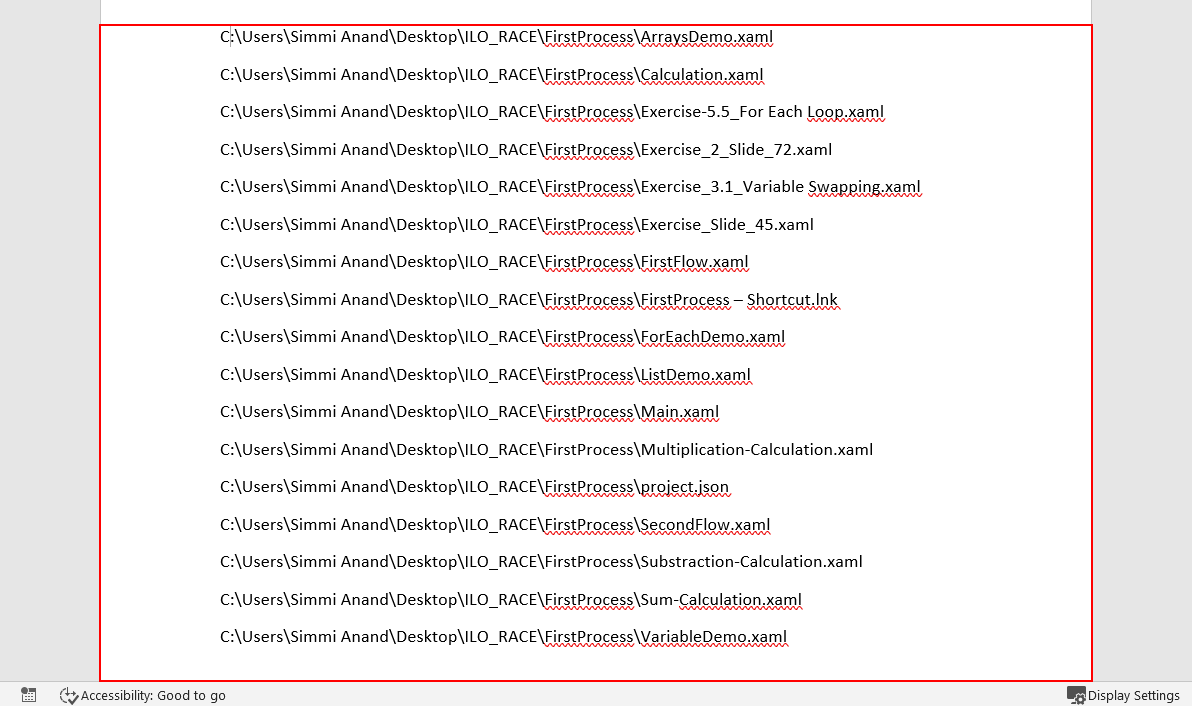 C:\Users\Simmi Anand\Desktop\ILO_RACE\FirstProcess\ArraysDemo.xaml
C:\Users\Simmi Anand\Desktop\ILO_RACE\FirstProcess\Calculation.xaml
C:\Users\Simmi Anand\Desktop\ILO_RACE\FirstProcess\Exercise-5.5_For Each Loop.xaml
C:\Users\Simmi Anand\Desktop\ILO_RACE\FirstProcess\Exercise_2_Slide_72.xaml
C:\Users\Simmi Anand\Desktop\ILO_RACE\FirstProcess\Exercise_3.1_Variable Swapping.xaml
C:\Users\Simmi Anand\Desktop\ILO_RACE\FirstProcess\Exercise_Slide_45.xaml
C:\Users\Simmi Anand\Desktop\ILO_RACE\FirstProcess\FirstFlow.xaml
C:\Users\Simmi Anand\Desktop\ILO_RACE\FirstProcess\FirstProcess – Shortcut.lnk
C:\Users\Simmi Anand\Desktop\ILO_RACE\FirstProcess\ForEachDemo.xaml
C:\Users\Simmi Anand\Desktop\ILO_RACE\FirstProcess\ListDemo.xaml
C:\Users\Simmi Anand\Desktop\ILO_RACE\FirstProcess\Main.xaml
C:\Users\Simmi Anand\Desktop\ILO_RACE\FirstProcess\Multiplication-Calculation.xaml
C:\Users\Simmi Anand\Desktop\ILO_RACE\FirstProcess\project.json
C:\Users\Simmi Anand\Desktop\ILO_RACE\FirstProcess\SecondFlow.xaml
C:\Users\Simmi Anand\Desktop\ILO_RACE\FirstProcess\Substraction-Calculation.xaml
C:\Users\Simmi Anand\Desktop\ILO_RACE\FirstProcess\Sum-Calculation.xaml
C:\Users\Simmi Anand\Desktop\ILO_RACE\FirstProcess\VariableDemo.xaml
Accessibility: Good to go
Display Settings